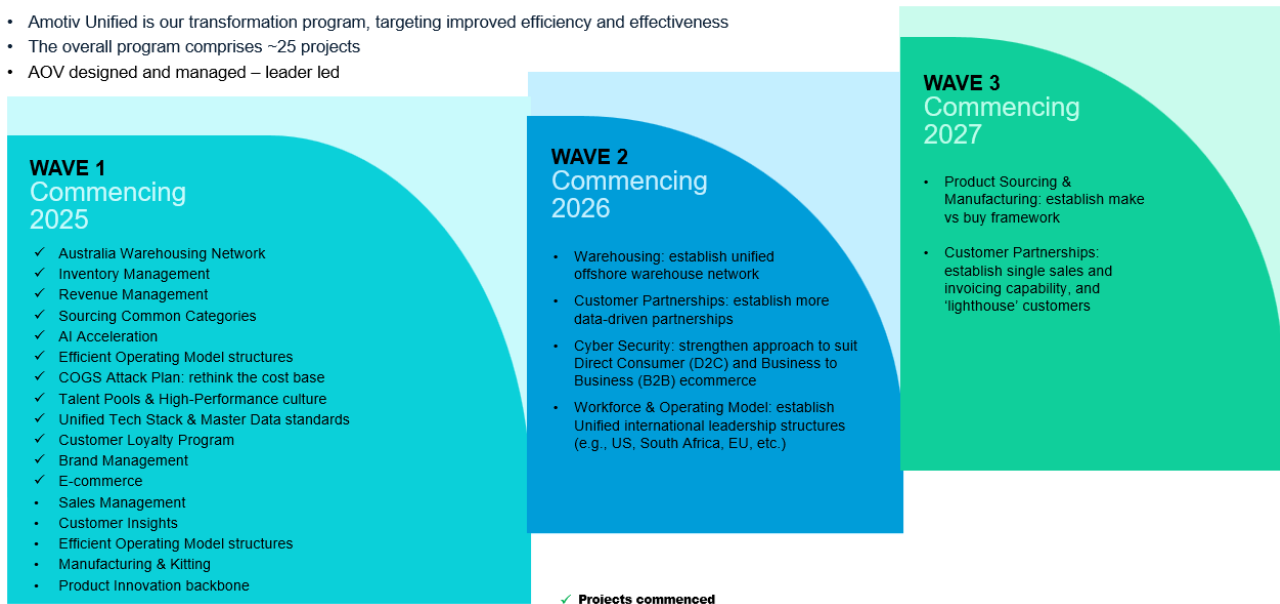 • Amotiv Unified is our transformation program, targeting improved efficiency and effectiveness
• The overall program comprises ~25 projects
• AOV designed and managed – leader led
WAVE 1
Commencing
2025
✓ Australia Warehousing Network
✓ Inventory Management
✓ Revenue Management
✓ Sourcing Common Categories
✓ AI Acceleration
✓ Efficient Operating Model structures
✓ COGS Attack Plan: rethink the cost base
✓ Talent Pools & High-Performance culture
✓ Unified Tech Stack & Master Data standards
✓ Customer Loyalty Program
✓ Brand Management
✓ E-commerce
• Sales Management
• Customer Insights
• Efficient Operating Model structures
• Manufacturing & Kitting
• Product Innovation backbone
WAVE 2
Commencing
2026
• Warehousing: establish unified
offshore warehouse network
• Customer Partnerships: establish more
data-driven partnerships
• Cyber Security: strengthen approach to suit
Direct Consumer (D2C) and Business to
Business (B2B) ecommerce
• Workforce & Operating Model: establish
Unified international leadership structures
(e.g., US, South Africa, EU, etc.)
WAVE 3
Commencing
2027
• Product Sourcing &
Manufacturing: establish make
vs buy framework
• Customer Partnerships:
establish single sales and
invoicing capability, and
‘lighthouse’ customers
✓ Projects commenced